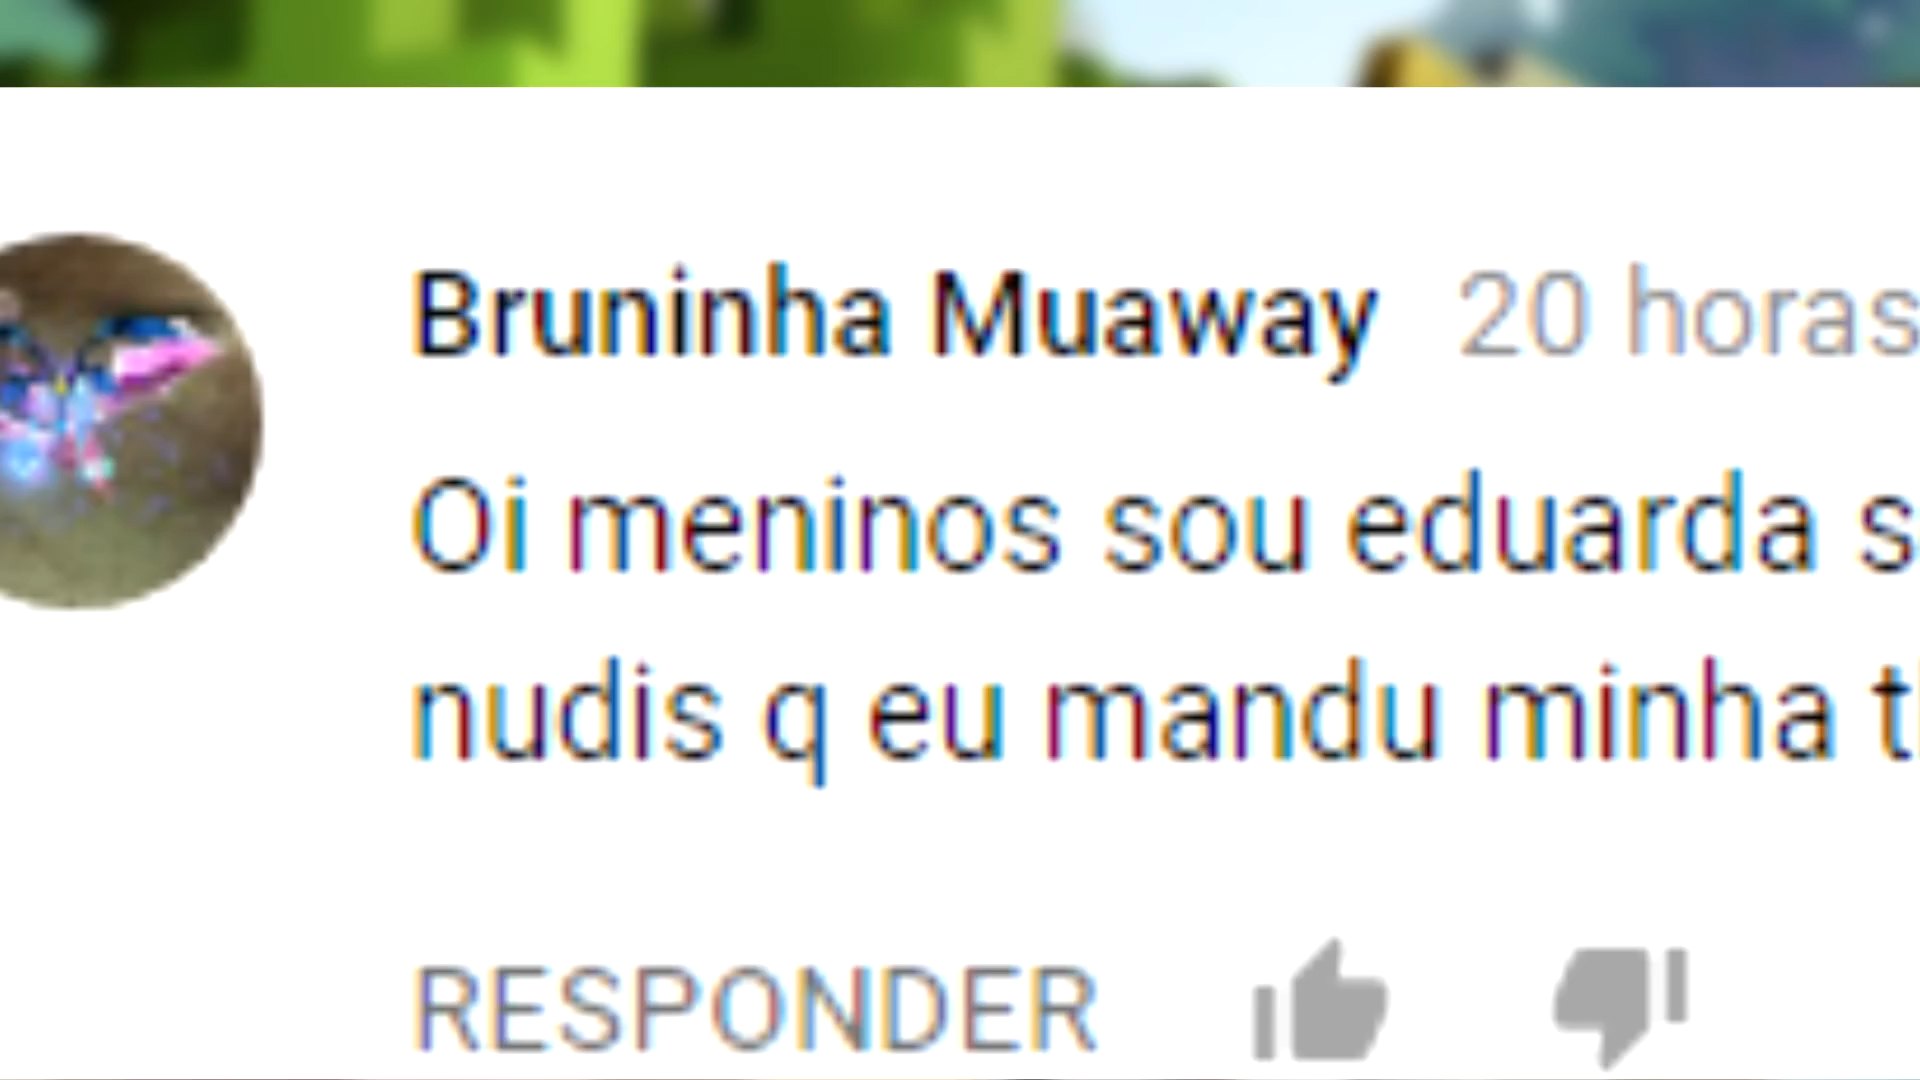 Bruninha Muaway 20 horas
Oi meninos sou eduarda
nudis q eu mandu minha
RESPONDER